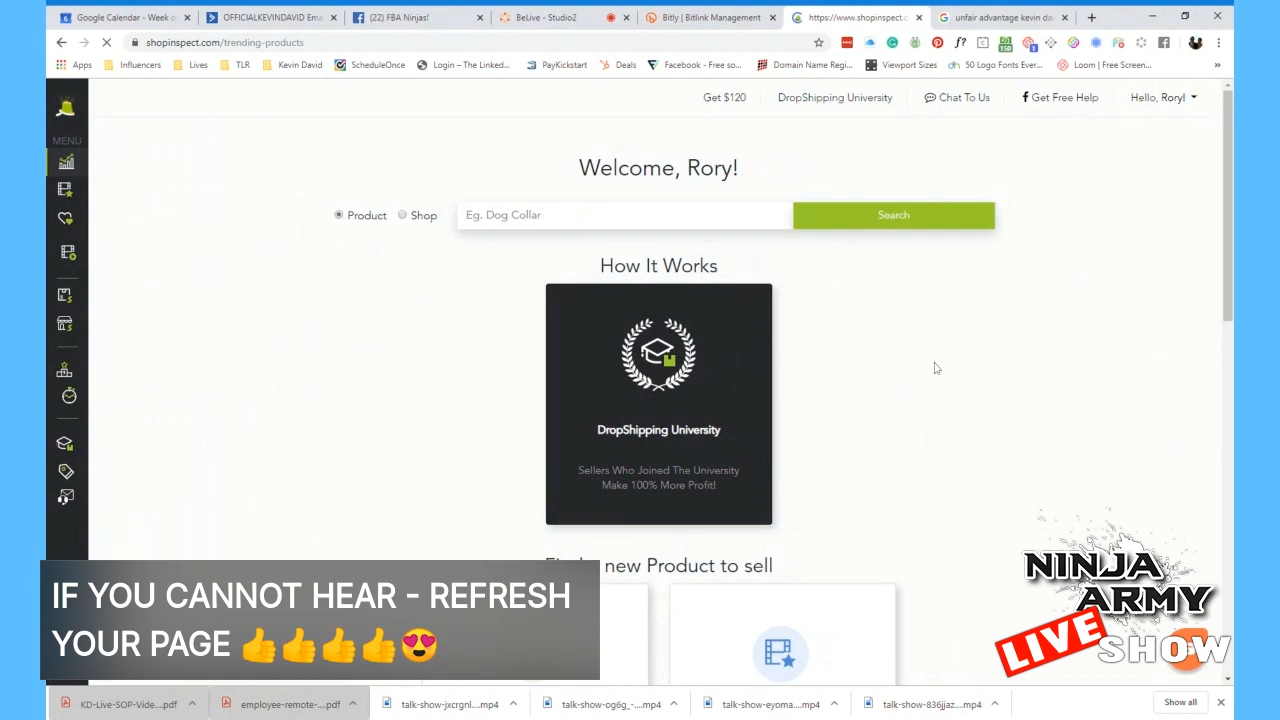 Google Calendar - Week o
OFFICIALKEVINDAVID Ema
(22) FBA Ninjas!
BeLive - Studio2
Bitly | Bitlink Management
https://www.shopinspect.c
unfair advantage kevin da
shopinspect.com/trending-products
Apps
Influencers
Lives
TLR
Kevin David
ScheduleOnce
Login – The Linked...
PayKickstart
Deals
Facebook - Free so...
Domain Name Regi...
Viewport Sizes
50 Logo Fonts Ever...
Loom | Free Screen...
Get $120
DropShipping University
Chat To Us
Get Free Help
Hello, Rory!
MENU
Welcome, Rory!
Product
Shop
Eg. Dog Collar
Search
How It Works
DropShipping University
Sellers Who Joined The University
Make 100% More Profit!
new Product to sell
IF YOU CANNOT HEAR - REFRESH
YOUR PAGE 👍👍👍👍😍
NINJA
ARMY
LIVE
SHOW
KD-Live-SOP-Vide....pdf
employee-remote-....pdf
talk-show-jxcrgnl....mp4
talk-show-og6g_-....mp4
talk-show-eyoma....mp4
talk-show-836jjaz....mp4
Show all